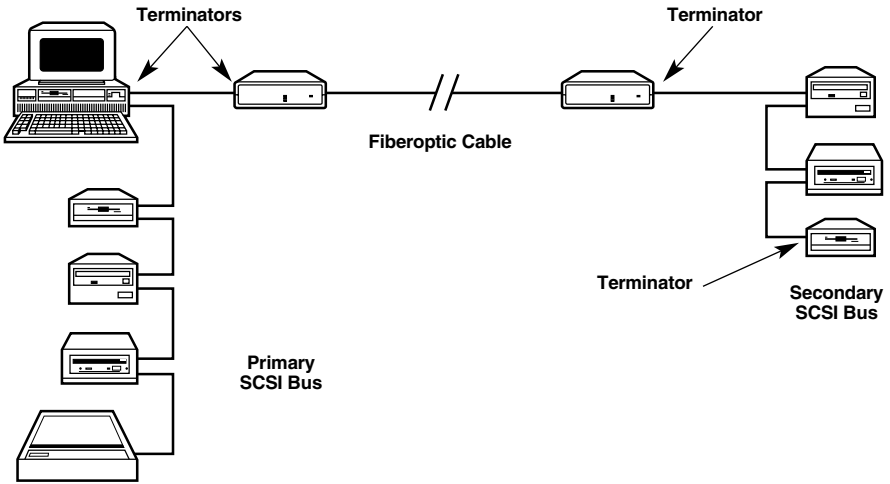 Terminators
Terminator
Fiberoptic Cable
Terminator
Secondary
SCSI Bus
Primary
SCSI Bus